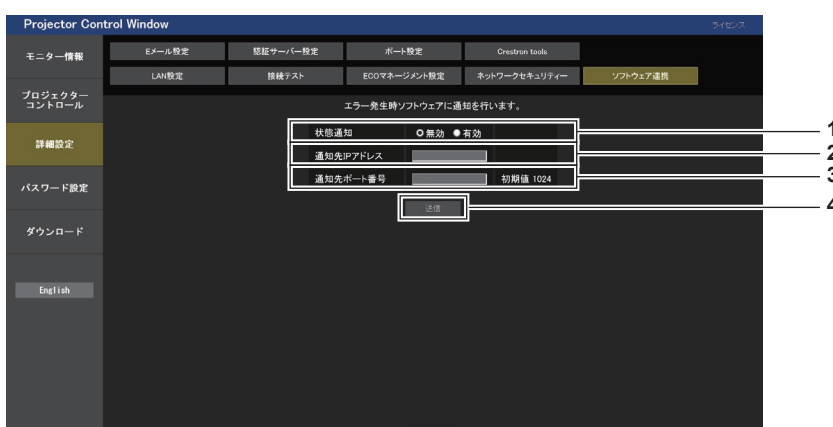 Projector Control Window
ライセンス
モニター情報
プロジェクター
コントロール
詳細設定
パスワード設定
ダウンロード
English
Eメール設定 認証サーバー設定 ポート設定 Crestron tools
LAN設定 接続テスト ECOマネージメント設定 ネットワークセキュリティー ソフトウェア連携
エラー発生時ソフトウェアに通知を行います。
状態通知 無効 有効 1
通知先IPアドレス 2
通知先ポート番号 初期値 1024 3
送信 4